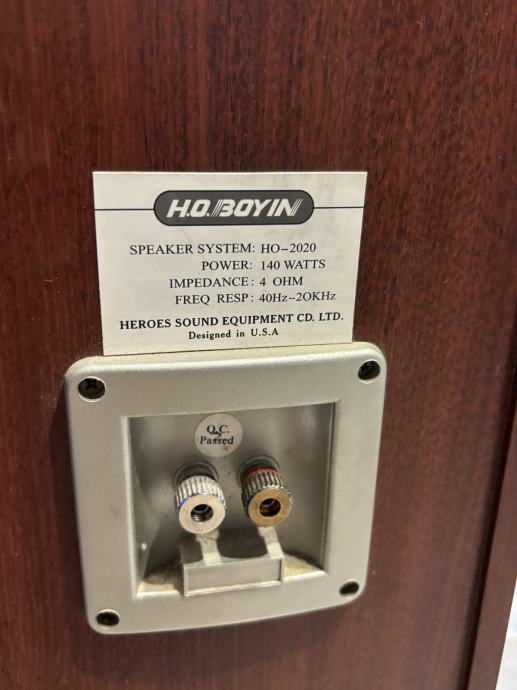 H.O. BOYIN
SPEAKER SYSTEM: HO-2020
POWER: 140 WATTS
IMPEDANCE: 4 OHM
FREQ RESP: 40Hz--2OKHz
HEROES SOUND EQUIPMENT CD. LTD.
Designed in U.S.A
Q.C.
Passed